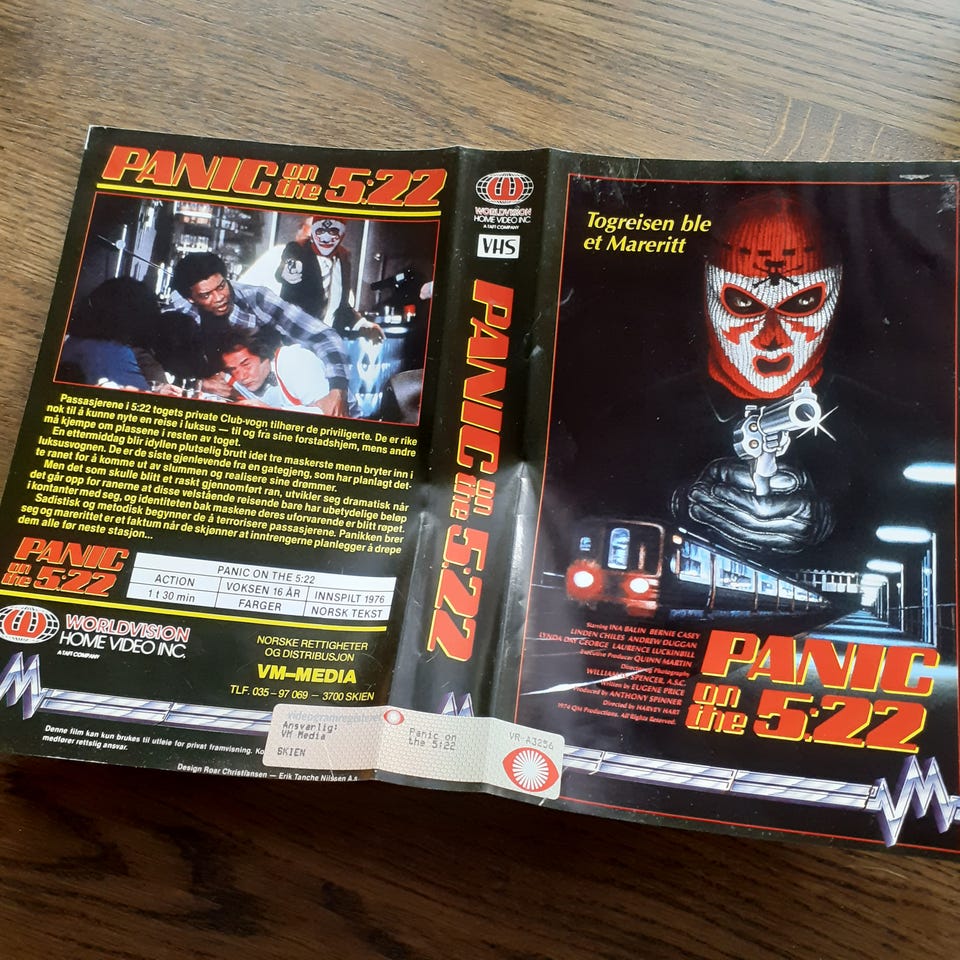 PANIC on the 5:22
Passasjerene i 5:22 togets private Club-vogn tilhører de priviligerte. De er rike
nok til å kunne nyte en reise i luksus — til og fra sine forstadshjem, mens andre
må kjempe om plassene i resten av toget.
En ettermiddag blir idyllen plutselig brutt idet tre maskerte menn bryter inn i
luksusvognen. De er de siste gjenlevende fra en gategjeng, som har planlagt det-
te ranet for å komme ut av slummen og realisere sine drømmer.
Men det som skulle blitt et raskt gjennomført ran, utvikler seg dramatisk når
det går opp for ranerne at disse velstående reisende bare har ubetydelige beløp
i kontanter med seg, og identiteten bak maskene deres uforvarende er blitt ropet.
Sadistisk og metodisk begynner de å terrorisere passasjerene. Panikken brer
seg og marerittet er et faktum når de skjønner at inntrengerne planlegger å drepe
dem alle før neste stasjon...
PANIC
on the 5:22
PANIC ON THE 5:22
ACTION VOKSEN 16 ÅR INNSPILT 1976
1 t 30 min FARGER NORSK TEKST
WORLDVISION
HOME VIDEO INC.
A TAFT COMPANY
NORSKE RETTIGHETER
OG DISTRIBUSJON
VM–MEDIA
TLF. 035 – 97 069 — 3700 SKIEN
Denne film kan kun brukes til utleie for privat framvisning.
medfører rettslig ansvar.
Design Roar Christiansen — Erik Tanche Nilssen A.s
Ansvarlig:
VM Media
SKIEN
Panic on
the 5:22
VR-A3256
WORLDVISION
HOME VIDEO INC.
A TAFT COMPANY
VHS
PANIC on the 5:22
Togreisen ble
et Mareritt
Starring INA BALIN BERNIE CASEY
LINDEN CHILES ANDREW DUGGAN
LYNDA DAY GEORGE LAURENCE LUCKINBILL
Executive Producer QUINN MARTIN
Director of Photography
WILLIAM SPENCER, A.S.C.
Written by EUGENE PRICE
Produced by ANTHONY SPINNER
Directed by HARVEY HART
1974 QM Productions. All Rights Reserved.
PANIC
on the 5:22
VM